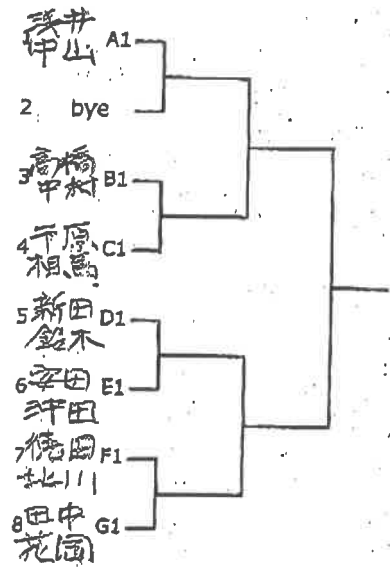 浅井 A1
中山
2 bye
3 高橋 B1
中村
4 千原 C1
相馬
5 新田 D1
鈴木
6 安田 E1
沖田
7 徳田 F1
北川
8 田中 G1
花岡